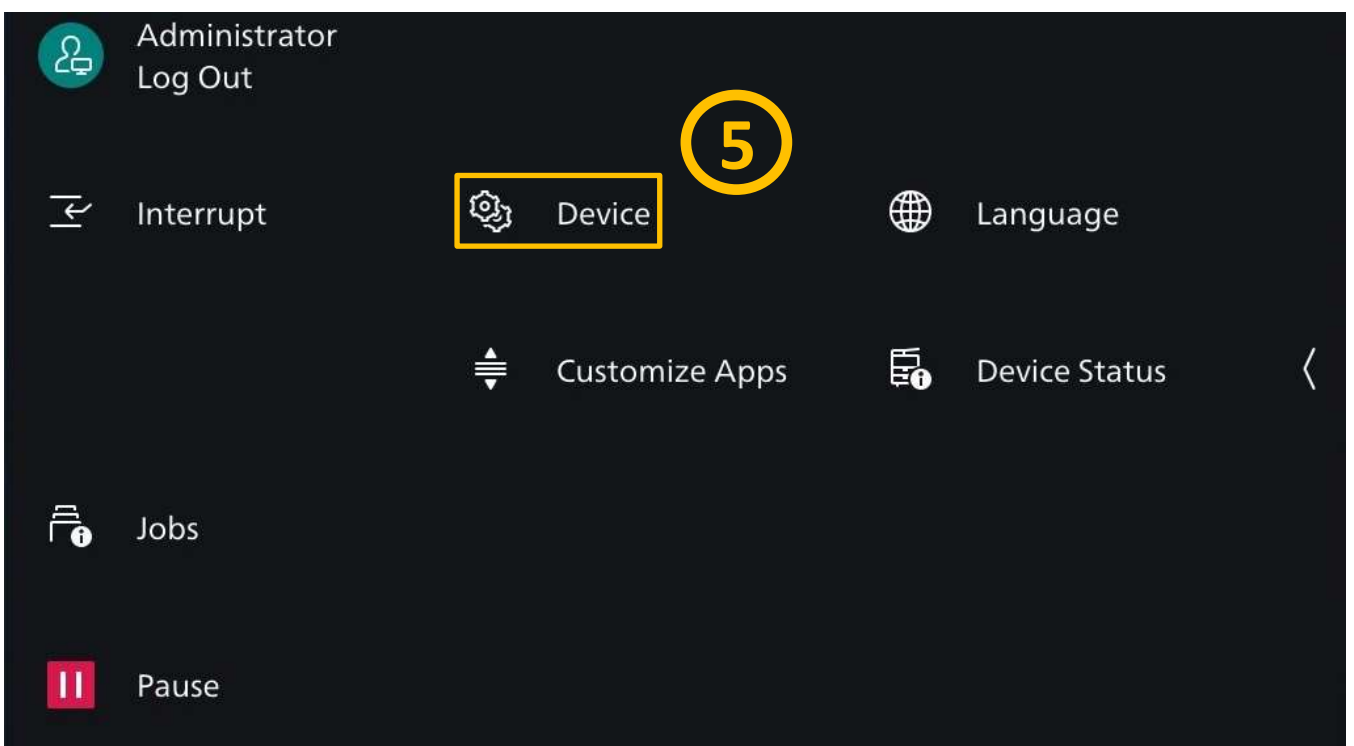 Administrator
Log Out
5
Interrupt
Device
Language
Customize Apps
Device Status
Jobs
Pause